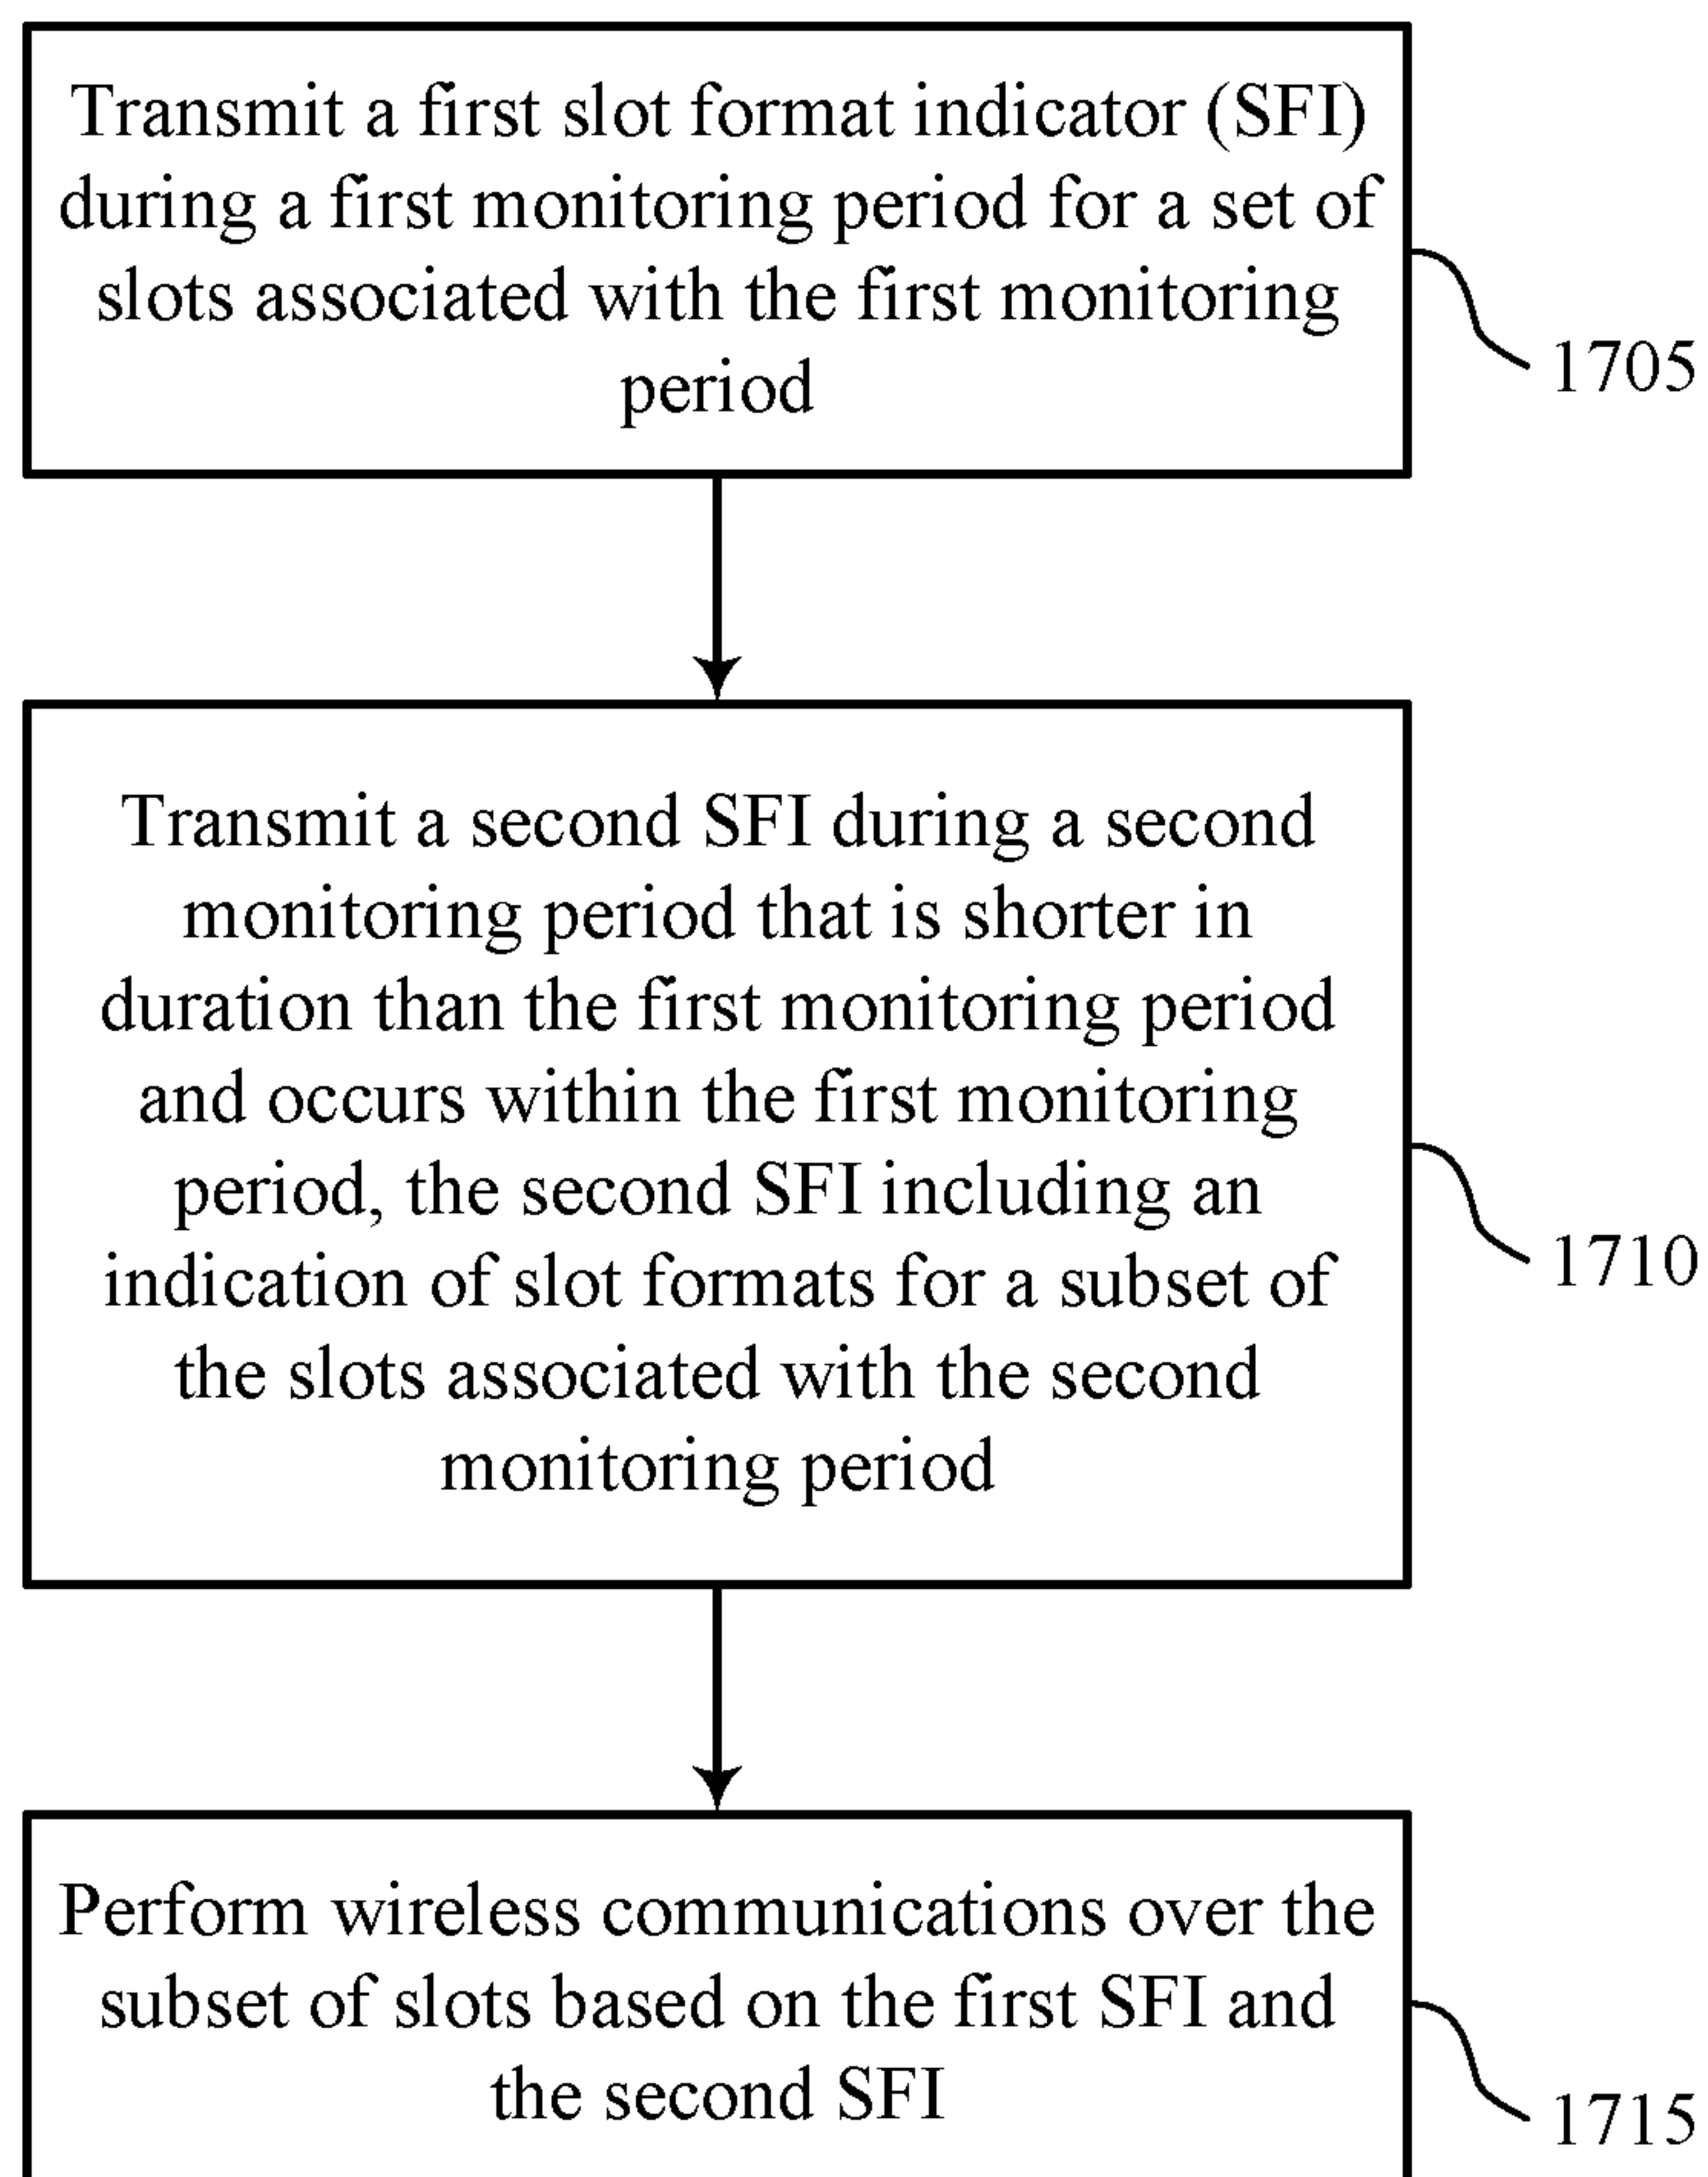 Transmit a first slot format indicator (SFI)
during a first monitoring period for a set of
slots associated with the first monitoring
period
1705
Transmit a second SFI during a second
monitoring period that is shorter in
duration than the first monitoring period
and occurs within the first monitoring
period, the second SFI including an
indication of slot formats for a subset of
the slots associated with the second
monitoring period
1710
Perform wireless communications over the
subset of slots based on the first SFI and
the second SFI
1715